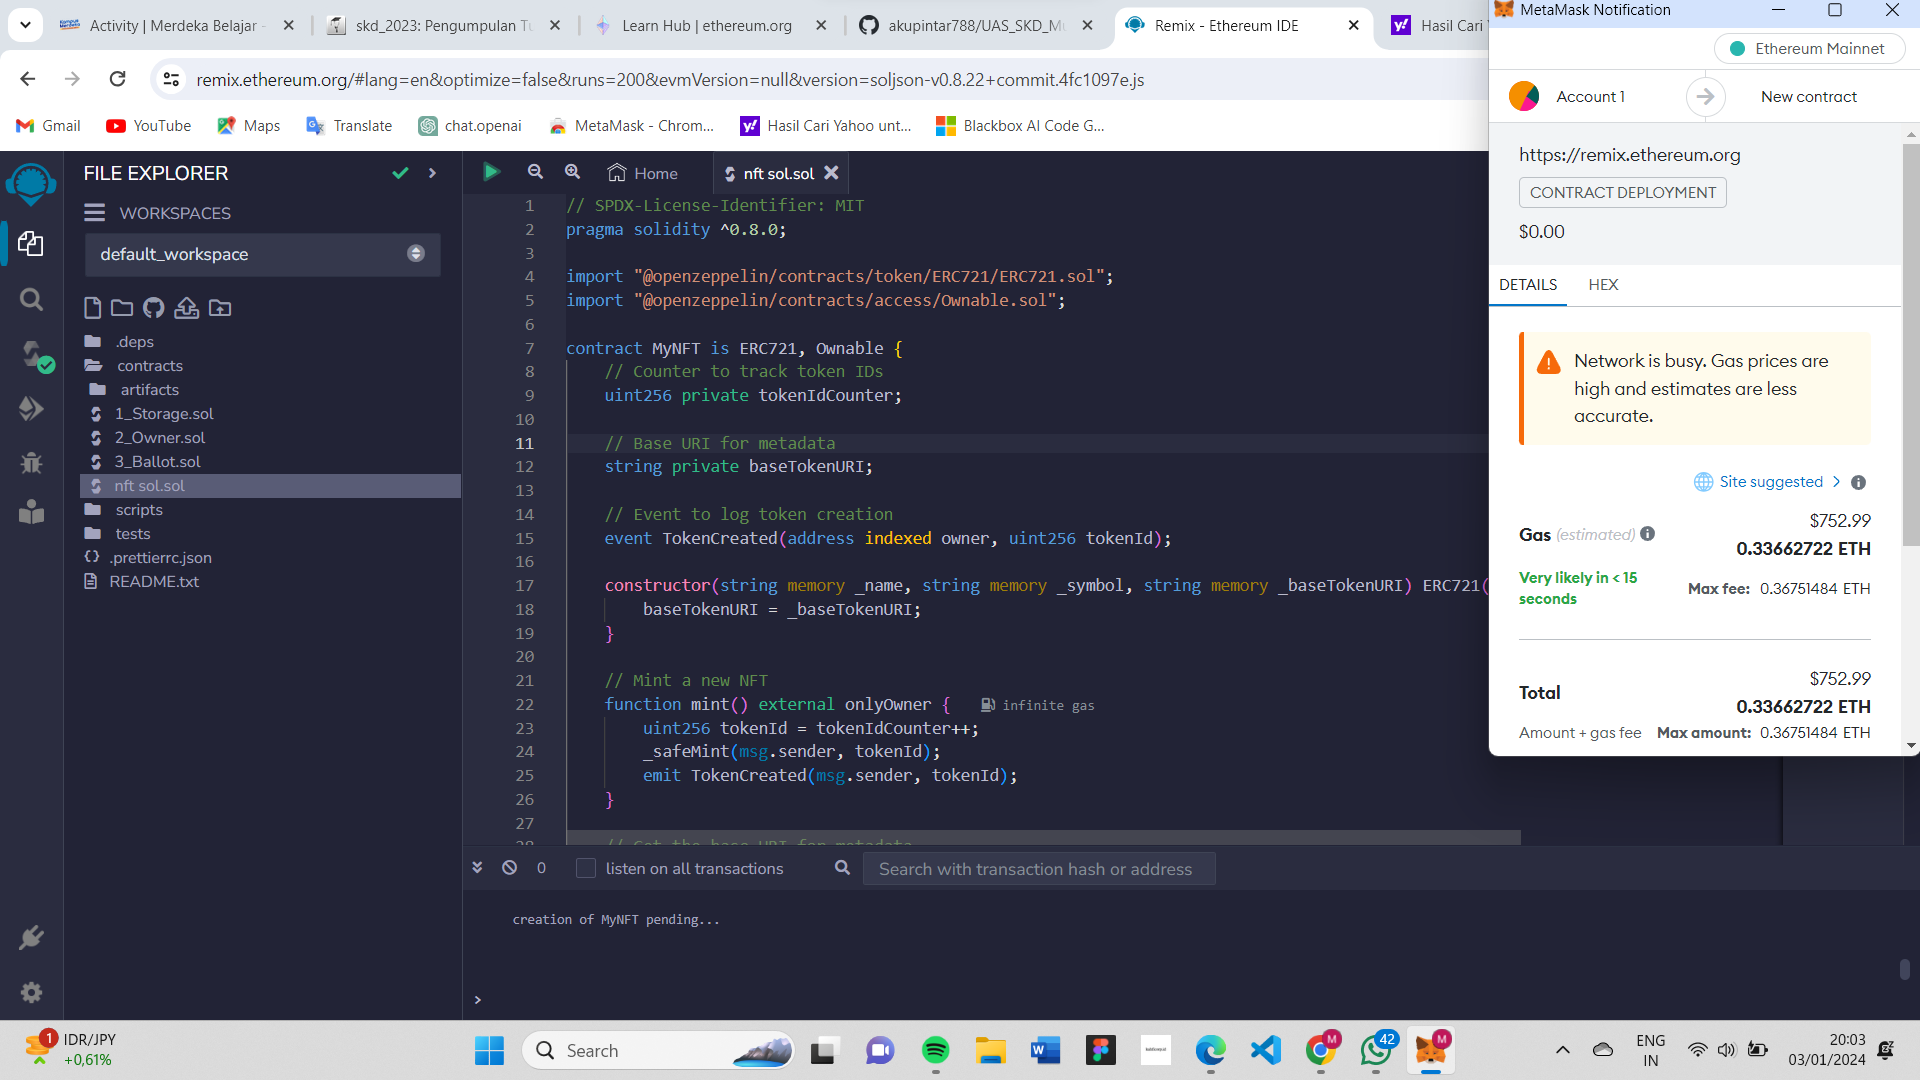 Activity | Merdeka Belajar -
skd_2023: Pengumpulan Tu
Learn Hub | ethereum.org
akupintar788/UAS_SKD_Mu
Remix - Ethereum IDE
Hasil Cari Y
remix.ethereum.org/#lang=en&optimize=false&runs=200&evmVersion=null&version=soljson-v0.8.22+commit.4fc1097e.js
Gmail
YouTube
Maps
Translate
chat.openai
MetaMask - Chrom...
Hasil Cari Yahoo unt...
Blackbox AI Code G...
FILE EXPLORER
WORKSPACES
default_workspace
.deps
contracts
artifacts
1_Storage.sol
2_Owner.sol
3_Ballot.sol
nft sol.sol
scripts
tests
.prettierrc.json
README.txt
Home
nft sol.sol
1 // SPDX-License-Identifier: MIT
2 pragma solidity ^0.8.0;
3
4 import "@openzeppelin/contracts/token/ERC721/ERC721.sol";
5 import "@openzeppelin/contracts/access/Ownable.sol";
6
7 contract MyNFT is ERC721, Ownable {
8 // Counter to track token IDs
9 uint256 private tokenIdCounter;
10
11 // Base URI for metadata
12 string private baseTokenURI;
13
14 // Event to log token creation
15 event TokenCreated(address indexed owner, uint256 tokenId);
16
17 constructor(string memory _name, string memory _symbol, string memory _baseTokenURI) ERC721(
18 baseTokenURI = _baseTokenURI;
19 }
20
21 // Mint a new NFT
22 function mint() external onlyOwner { infinite gas
23 uint256 tokenId = tokenIdCounter++;
24 _safeMint(msg.sender, tokenId);
25 emit TokenCreated(msg.sender, tokenId);
26 }
27
0
listen on all transactions
Search with transaction hash or address
creation of MyNFT pending...
>
MetaMask Notification
Ethereum Mainnet
Account 1
New contract
https://remix.ethereum.org
CONTRACT DEPLOYMENT
$0.00
DETAILS
HEX
Network is busy. Gas prices are
high and estimates are less
accurate.
Site suggested >
$752.99
Gas (estimated)
0.33662722 ETH
Very likely in < 15
seconds
Max fee: 0.36751484 ETH
$752.99
Total
0.33662722 ETH
Amount + gas fee
Max amount: 0.36751484 ETH
1
IDR/JPY
+0,61%
Search
M
42
M
ENG
IN
20:03
03/01/2024